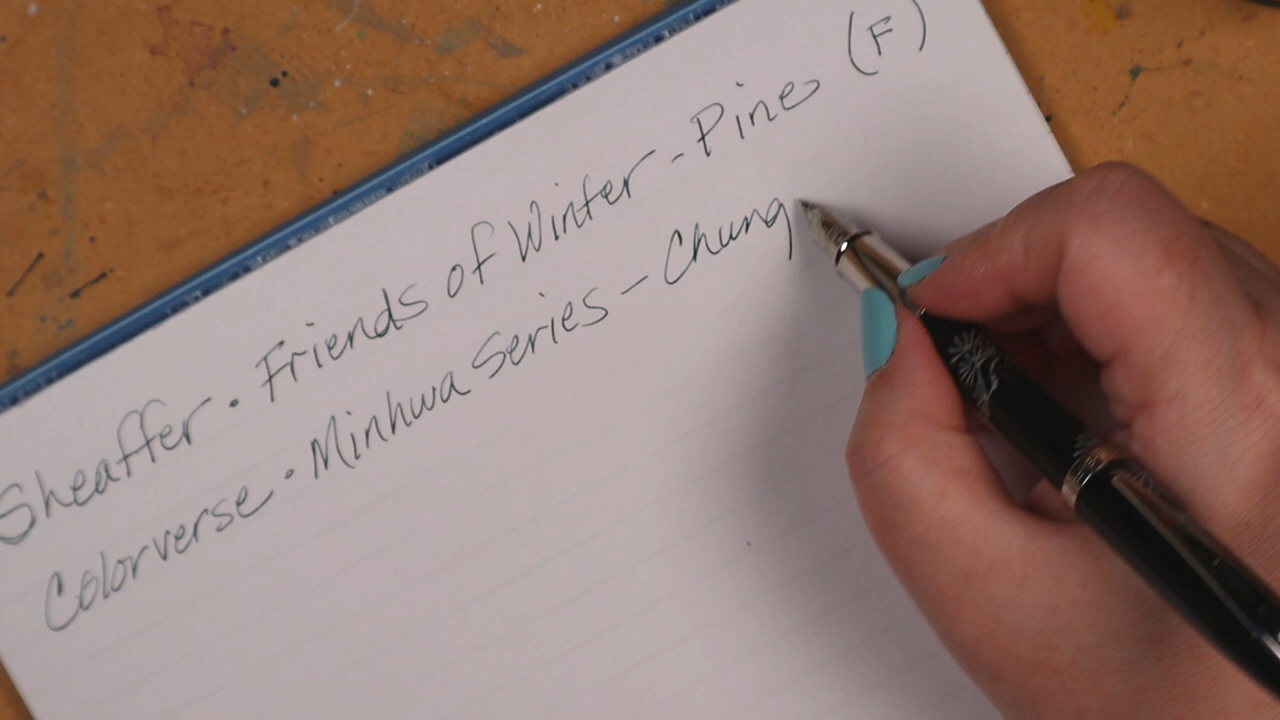 Sheaffer · Friends of Winter - Pine (F)
Colorverse · Minhwa Series - Chung